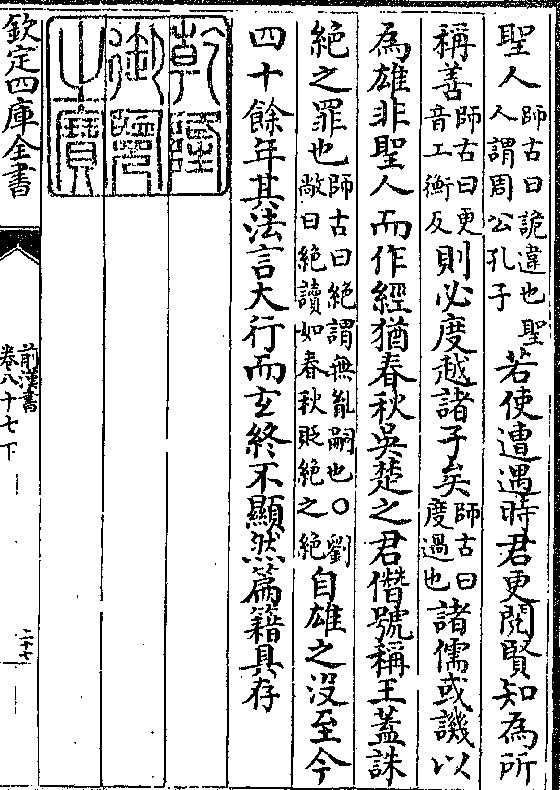 聖人師古曰詭違也聖人謂周公孔子若使遭遇時君更閱賢知為所
稱善師古曰更音工衡反則必度越諸子矣師古曰度過也諸儒或譏以
為雄非聖人而作經猶春秋吳楚之君僭號稱王蓋誅
絶之罪也師古曰絶謂無胤嗣也○劉敞曰絶讀如春秋貶絶之絶自雄之没至今
四十餘年其法言大行而玄終不顯然篇籍具存
乾隆御覽之寶
欽定四庫全書
前漢書卷八十七下
二十七